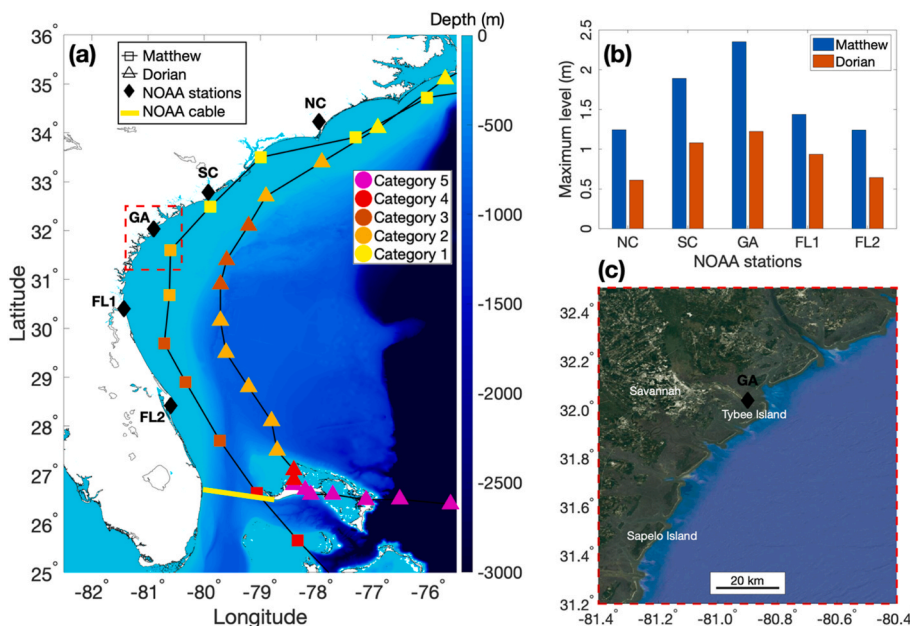 Depth (m)
(a)
Matthew
Dorian
NOAA stations
NOAA cable
NC
SC
GA
FL1
FL2
Category 5
Category 4
Category 3
Category 2
Category 1
36°
35°
34°
33°
32°
31°
30°
29°
28°
27°
26°
25°
Latitude
-82° -81° -80° -79° -78° -77° -76°
Longitude
0
-500
-1000
-1500
-2000
-2500
-3000
(b)
Matthew
Dorian
2.5
2
1.5
1
0.5
0
Maximum level (m)
NC SC GA FL1 FL2
NOAA stations
(c)
32.4°
32.2°
32.0°
31.8°
31.6°
31.4°
31.2°
GA
Savannah
Tybee Island
Sapelo Island
20 km
-81.4° -81.2° -81.0° -80.8° -80.6° -80.4°